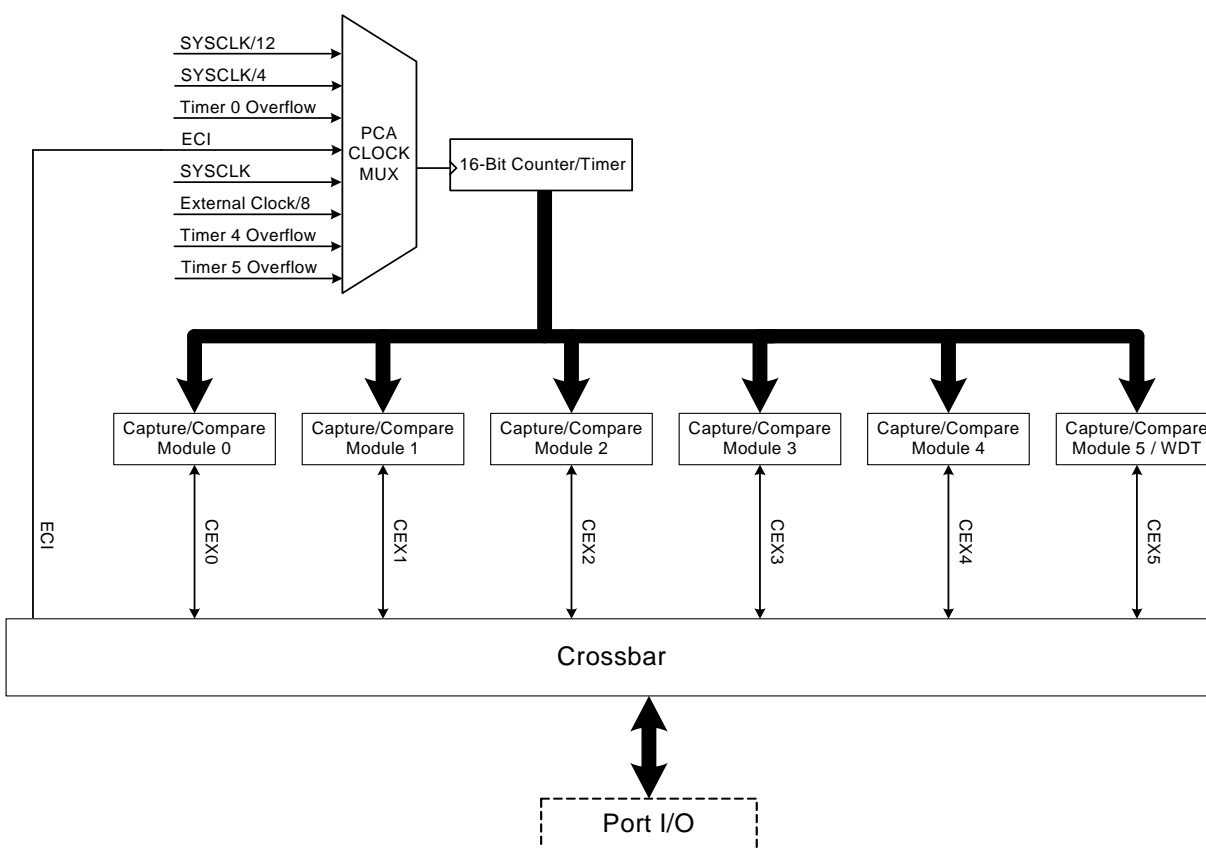 SYSCLK/12
SYSCLK/4
Timer 0 Overflow
ECI
SYSCLK
External Clock/8
Timer 4 Overflow
Timer 5 Overflow
PCA
CLOCK
MUX
16-Bit Counter/Timer
Capture/Compare
Module 0
Capture/Compare
Module 1
Capture/Compare
Module 2
Capture/Compare
Module 3
Capture/Compare
Module 4
Capture/Compare
Module 5 / WDT
ECI
CEX0
CEX1
CEX2
CEX3
CEX4
CEX5
Crossbar
Port I/O